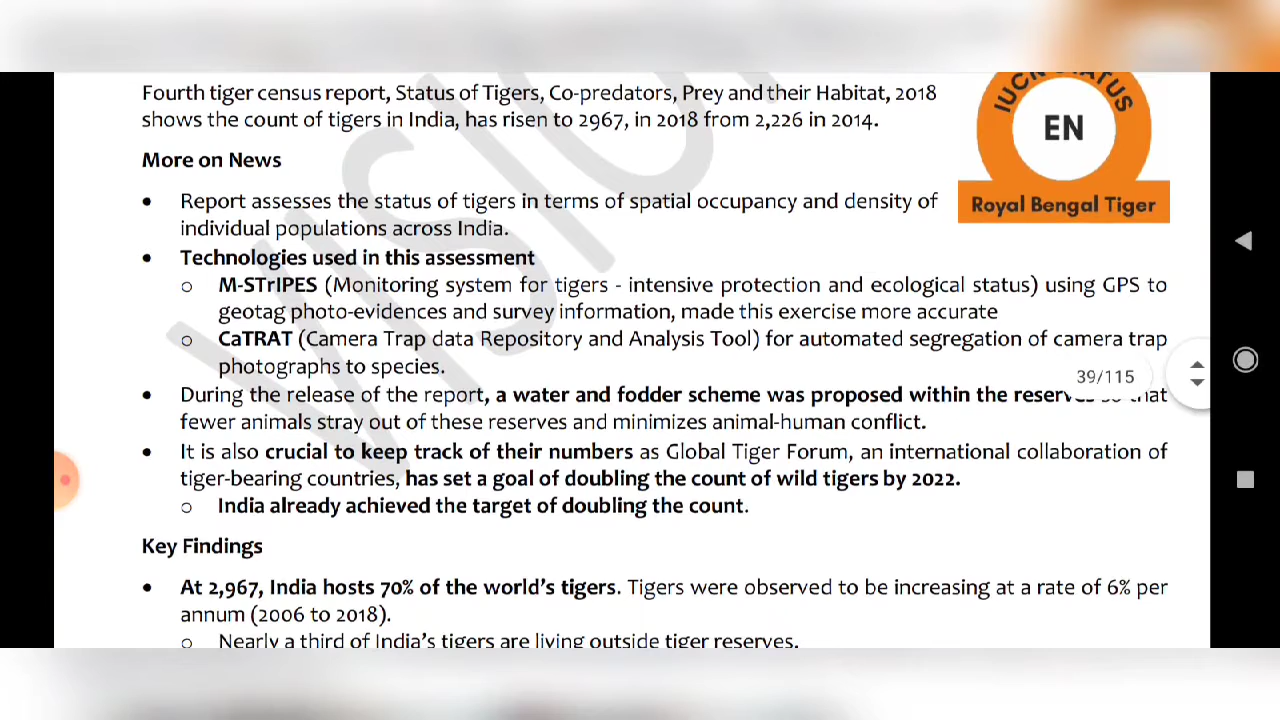 Fourth tiger census report, Status of Tigers, Co-predators, Prey and their Habitat, 2018
shows the count of tigers in India, has risen to 2967, in 2018 from 2,226 in 2014.
IUCN STATUS
EN
Royal Bengal Tiger
More on News
• Report assesses the status of tigers in terms of spatial occupancy and density of
individual populations across India.
• Technologies used in this assessment
o M-STrIPES (Monitoring system for tigers - intensive protection and ecological status) using GPS to
geotag photo-evidences and survey information, made this exercise more accurate
o CaTRAT (Camera Trap data Repository and Analysis Tool) for automated segregation of camera trap
photographs to species.
39/115
• During the release of the report, a water and fodder scheme was proposed within the reserves so that
fewer animals stray out of these reserves and minimizes animal-human conflict.
• It is also crucial to keep track of their numbers as Global Tiger Forum, an international collaboration of
tiger-bearing countries, has set a goal of doubling the count of wild tigers by 2022.
o India already achieved the target of doubling the count.
Key Findings
• At 2,967, India hosts 70% of the world's tigers. Tigers were observed to be increasing at a rate of 6% per
annum (2006 to 2018).
o Nearly a third of India's tigers are living outside tiger reserves.
VISION